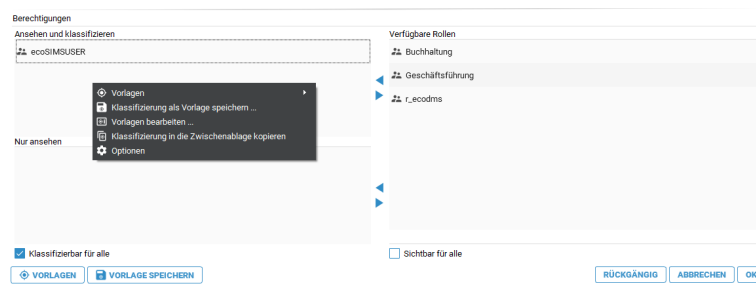 Berechtigungen
Ansehen und klassifizieren
Verfügbare Rollen
ecoSIMSUSER
Buchhaltung
Geschäftsführung
r_ecodms
Vorlagen
Klassifizierung als Vorlage speichern ...
Vorlagen bearbeiten ...
Klassifizierung in die Zwischenablage kopieren
Optionen
Nur ansehen
Klassifizierbar für alle
Sichtbar für alle
VORLAGEN
VORLAGE SPEICHERN
RÜCKGÄNGIG
ABBRECHEN
OK